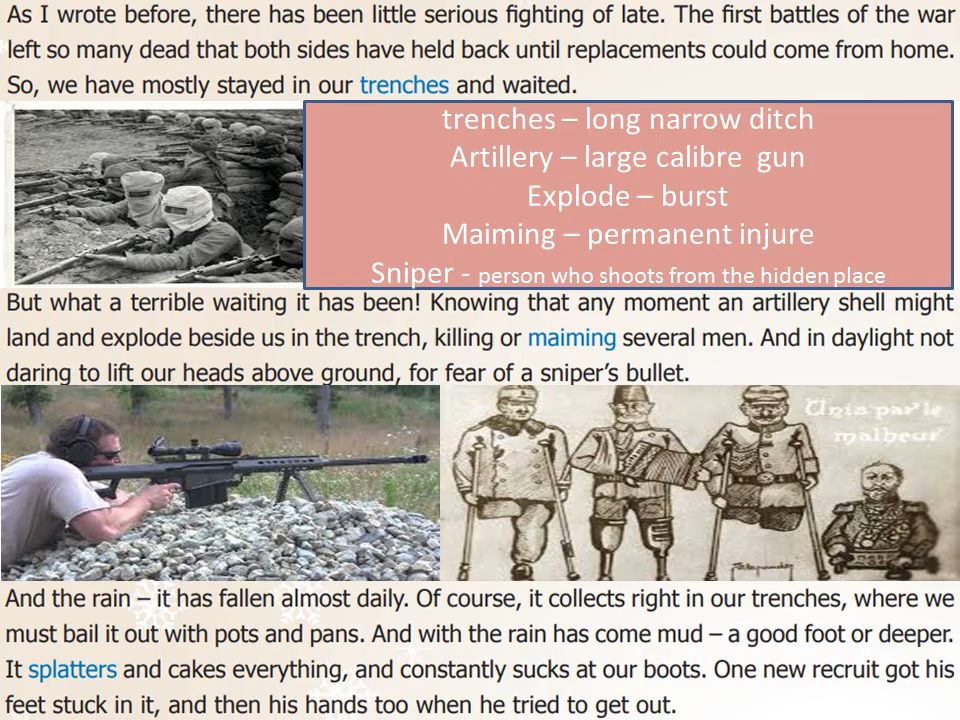 As I wrote before, there has been little serious fighting of late. The first battles of the war
left so many dead that both sides have held back until replacements could come from home.
So, we have mostly stayed in our trenches and waited.
trenches – long narrow ditch
Artillery – large calibre gun
Explode – burst
Maiming – permanent injure
Sniper - person who shoots from the hidden place
But what a terrible waiting it has been! Knowing that any moment an artillery shell might
land and explode beside us in the trench, killing or maiming several men. And in daylight not
daring to lift our heads above ground, for fear of a sniper’s bullet.
Unis par le
malheur
And the rain – it has fallen almost daily. Of course, it collects right in our trenches, where we
must bail it out with pots and pans. And with the rain has come mud – a good foot or deeper.
It splatters and cakes everything, and constantly sucks at our boots. One new recruit got his
feet stuck in it, and then his hands too when he tried to get out.